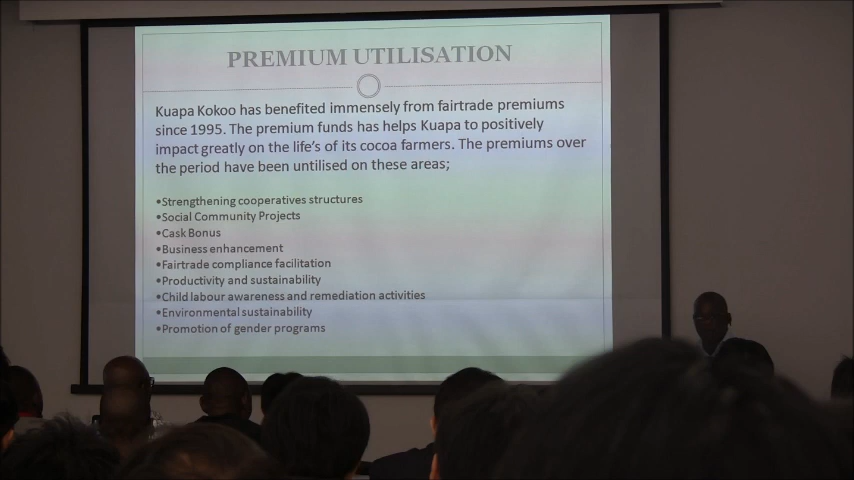 PREMIUM UTILISATION
Kuapa Kokoo has benefited immensely from fairtrade premiums
since 1995. The premium funds has helps Kuapa to positively
impact greatly on the life's of its cocoa farmers. The premiums over
the period have been untilised on these areas;
•Strengthening cooperatives structures
•Social Community Projects
•Cask Bonus
•Business enhancement
•Fairtrade compliance facilitation
•Productivity and sustainability
•Child labour awareness and remediation activities
•Environmental sustainability
•Promotion of gender programs